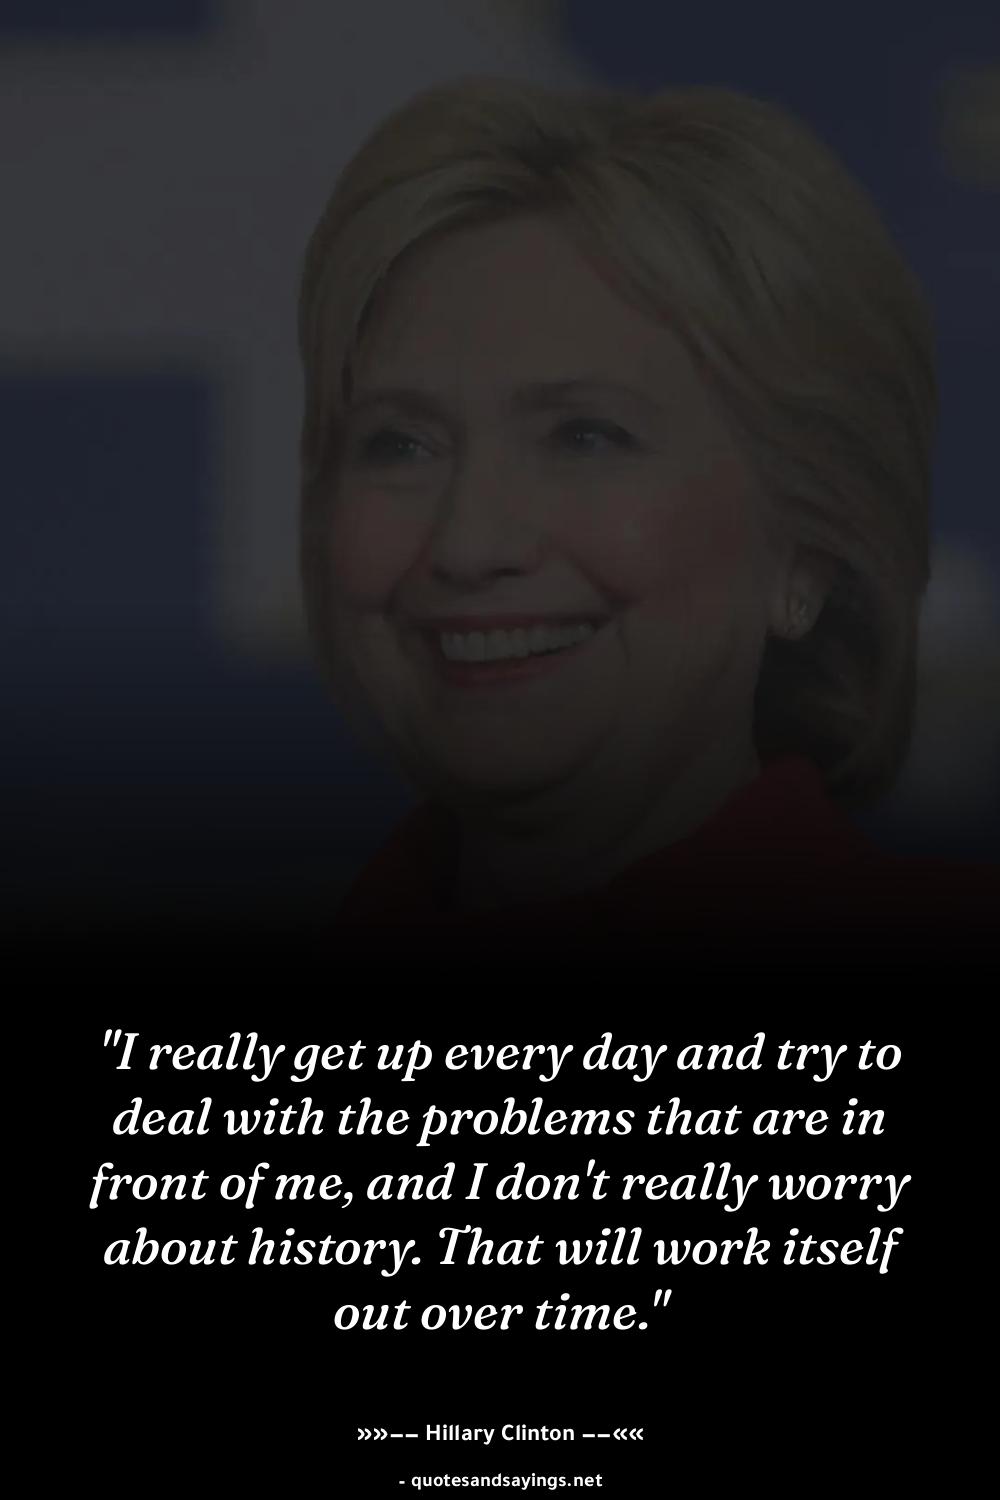 "I really get up every day and try to
deal with the problems that are in
front of me, and I don't really worry
about history. That will work itself
out over time."
»»−− Hillary Clinton −−««
- quotesandsayings.net